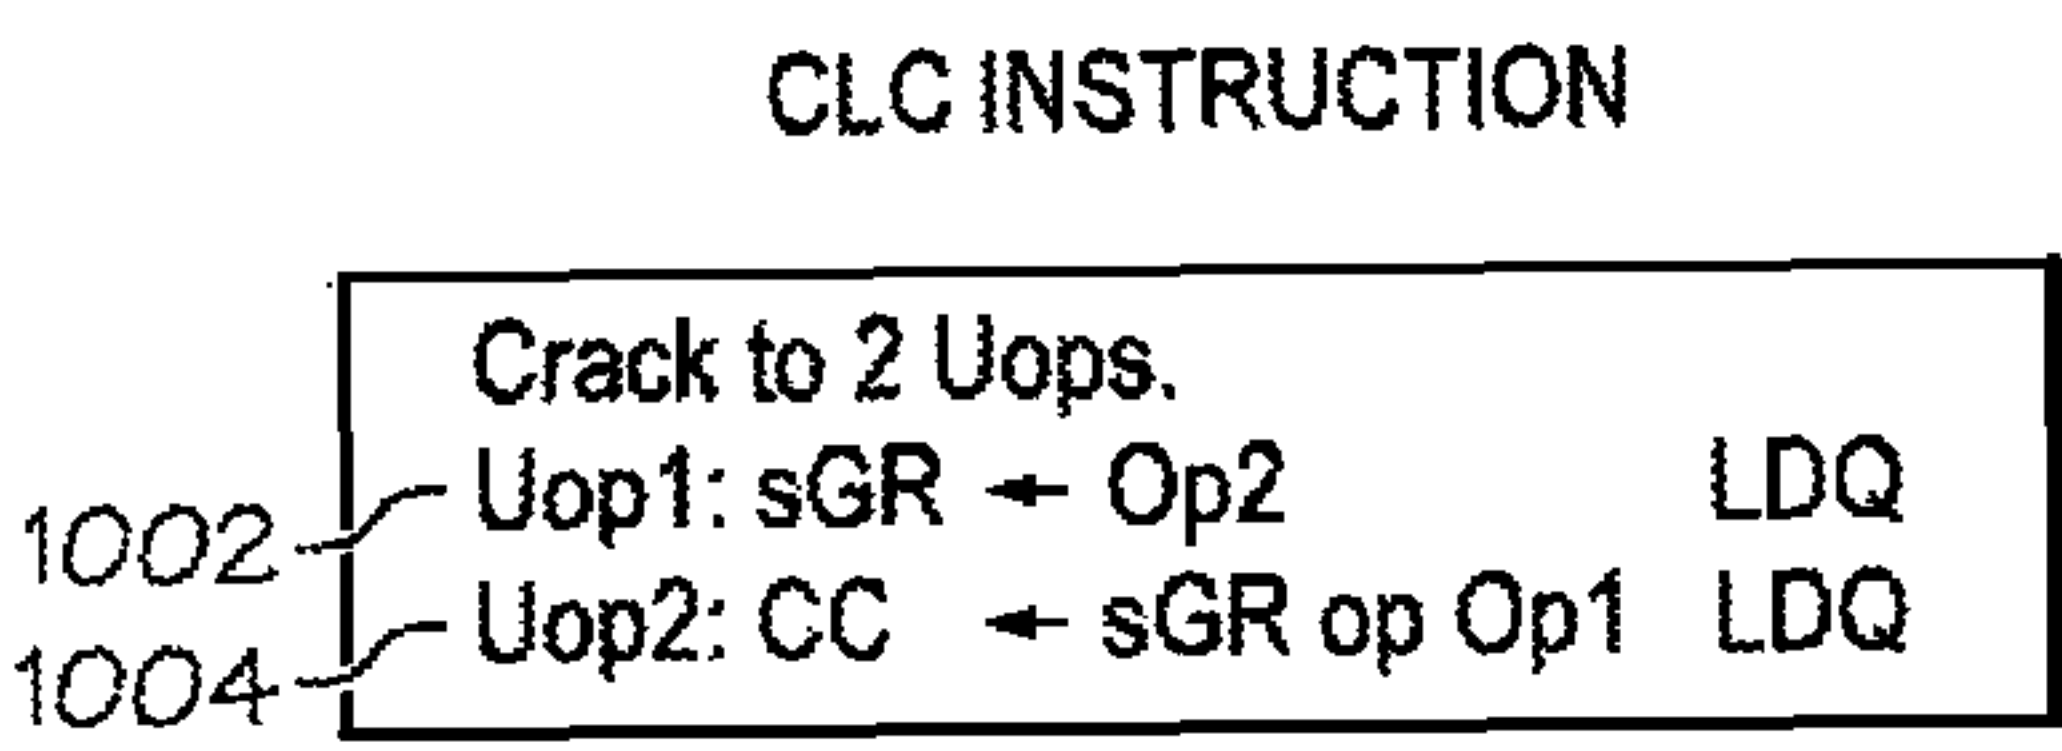 CLC INSTRUCTION
Crack to 2 Uops.
1002 Uop1: sGR ← Op2 LDQ
1004 Uop2: CC ← sGR op Op1 LDQ